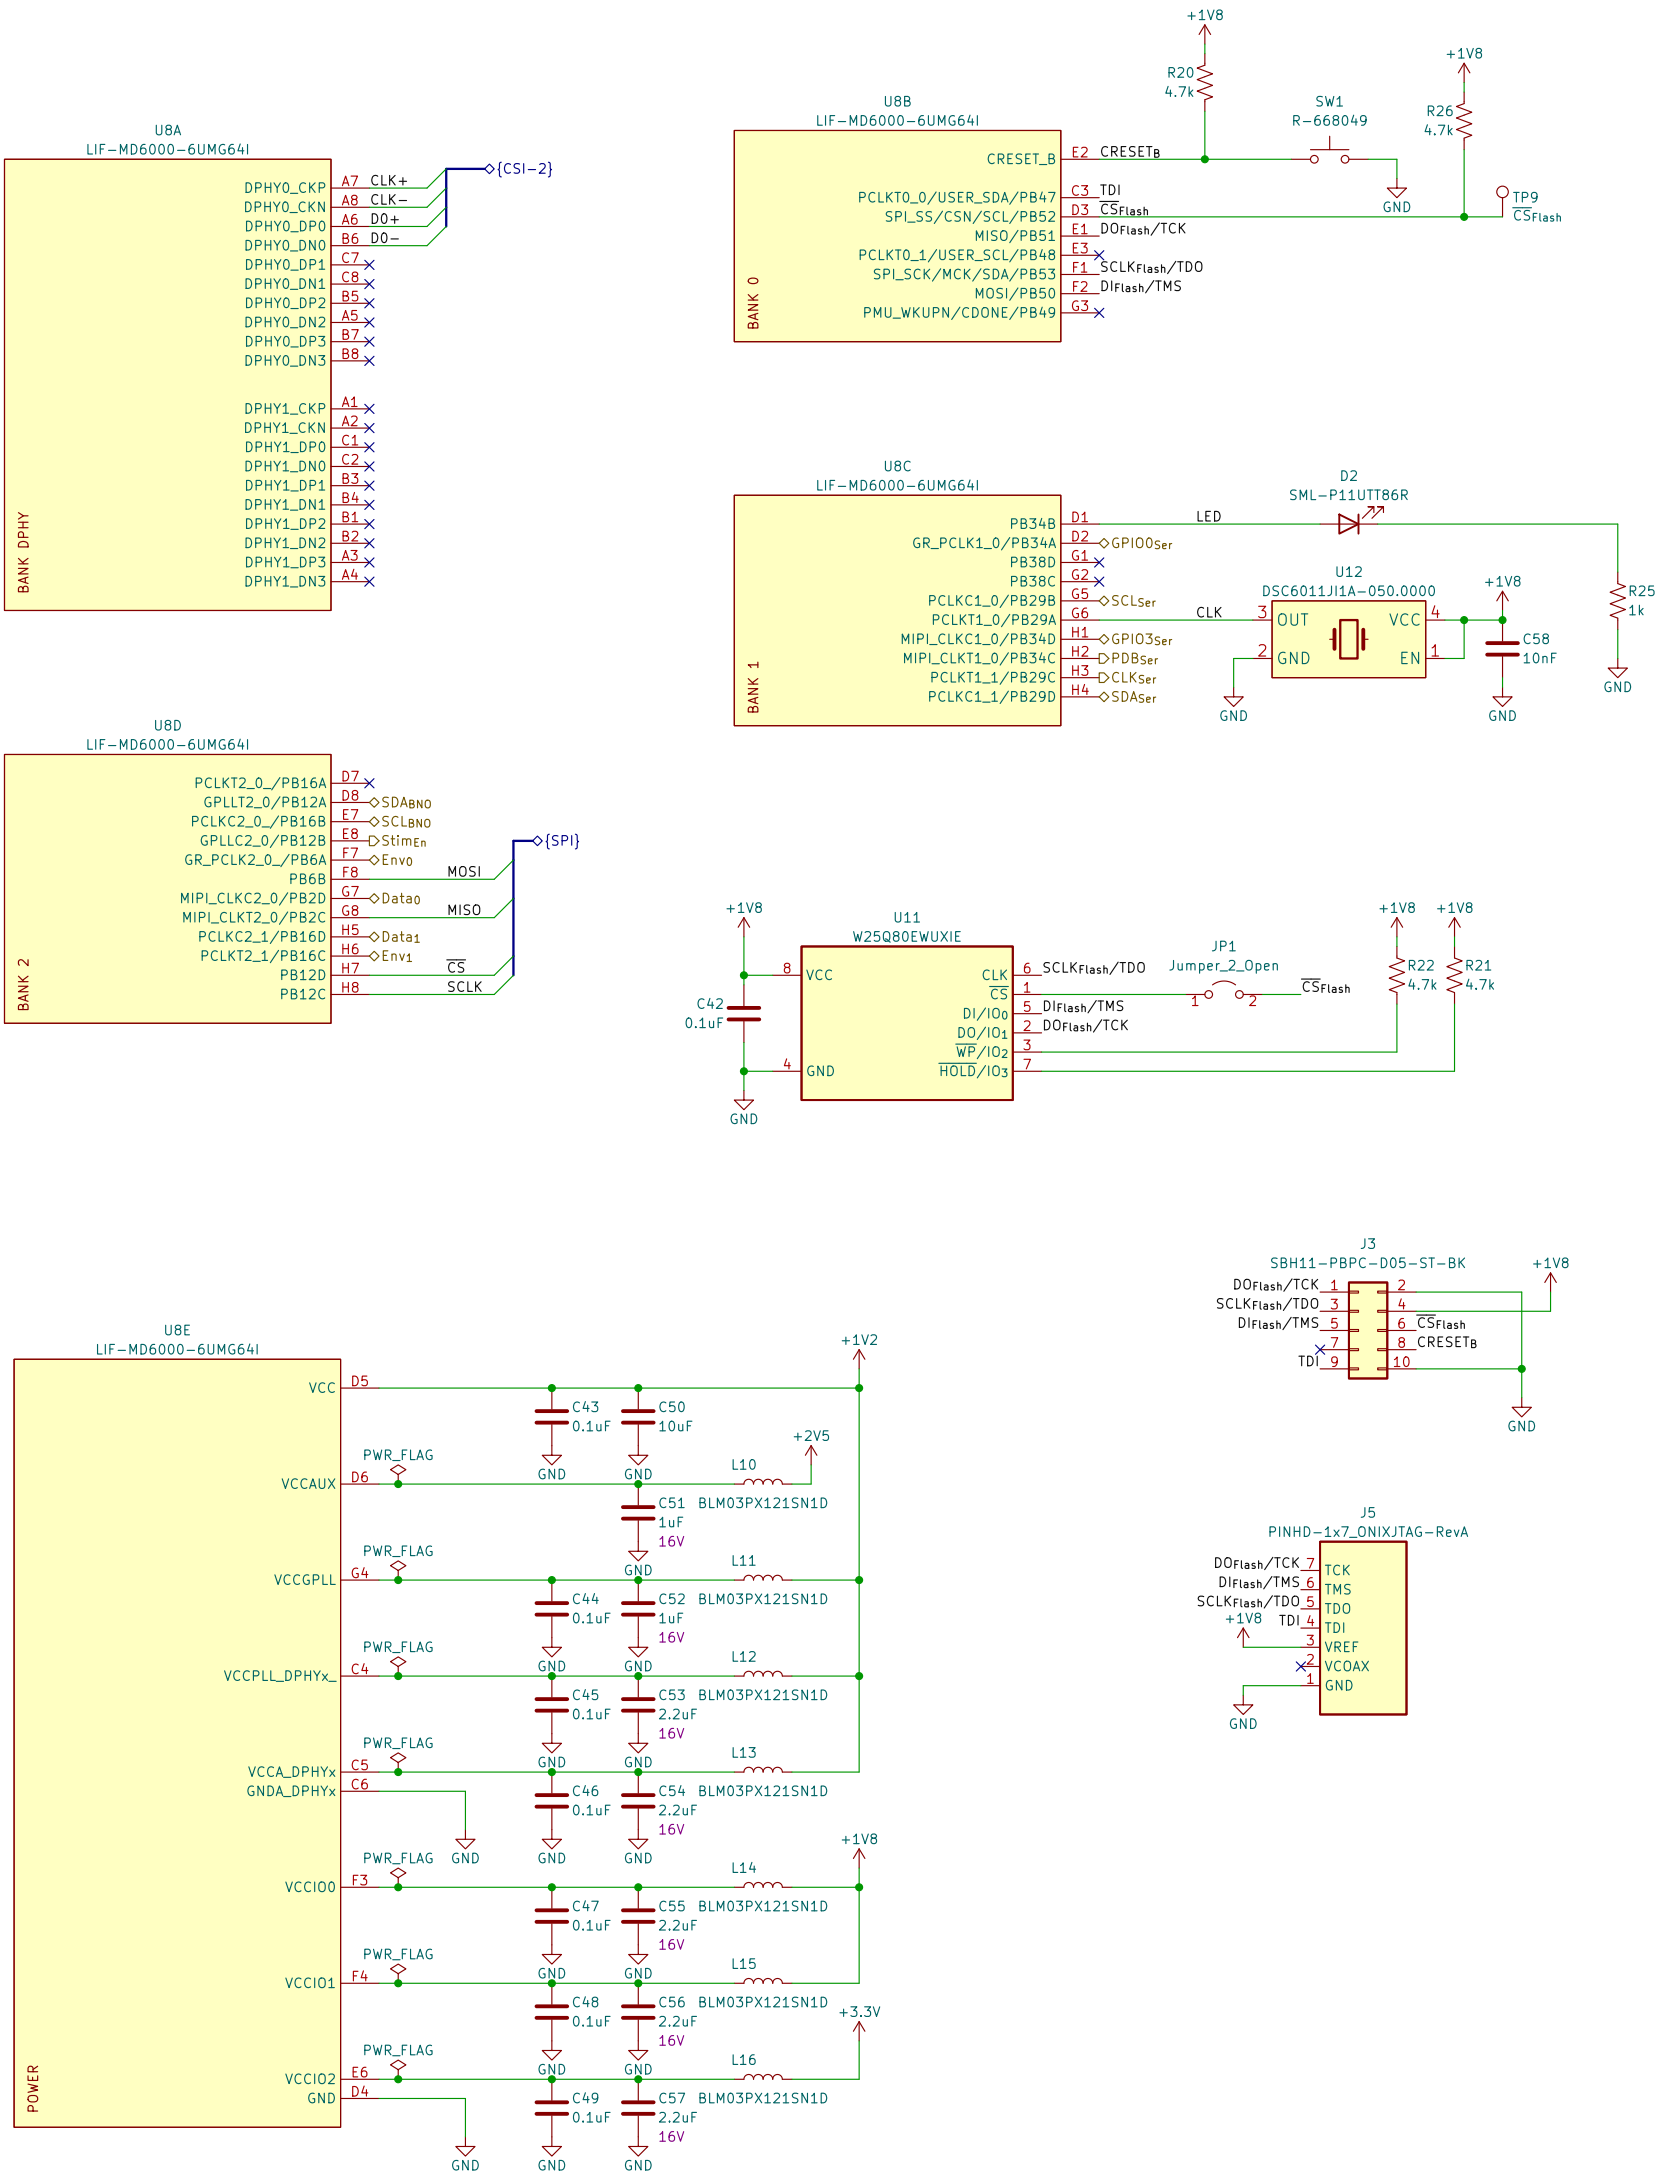 U8A
LIF-MD6000-6UMG64I
DPHY0_CKP A7 CLK+
DPHY0_CKN A8 CLK-
DPHY0_DP0 A6 D0+
DPHY0_DN0 B6 D0-
{CSI-2}
DPHY0_DP1 C7
DPHY0_DN1 C8
DPHY0_DP2 B5
DPHY0_DN2 A5
DPHY0_DP3 B7
DPHY0_DN3 B8
DPHY1_CKP A1
DPHY1_CKN A2
DPHY1_DP0 C1
DPHY1_DN0 C2
DPHY1_DP1 B3
DPHY1_DN1 B4
DPHY1_DP2 B1
DPHY1_DN2 B2
DPHY1_DP3 A3
DPHY1_DN3 A4
BANK DPHY
U8B
LIF-MD6000-6UMG64I
CRESET_B E2 CRESETB
PCLKT0_0/USER_SDA/PB47 C3 TDI
SPI_SS/CSN/SCL/PB52 D3 CSFlash
MISO/PB51 E1 DOFlash/TCK
PCLKT0_1/USER_SCL/PB48 E3
SPI_SCK/MCK/SDA/PB53 F1 SCLKFlash/TDO
MOSI/PB50 F2 DIFlash/TMS
PMU_WKUPN/CDONE/PB49 G3
BANK 0
+1V8
R20
4.7k
SW1
R-668049
GND
+1V8
R26
4.7k
TP9
CSFlash
U8C
LIF-MD6000-6UMG64I
PB34B D1 LED
GR_PCLK1_0/PB34A D2 GPIO0Ser
PB38D G1
PB38C G2
PCLKC1_0/PB29B G5 SCLSer
PCLKT1_0/PB29A G6 CLK
MIPI_CLKC1_0/PB34D H1 GPIO3Ser
MIPI_CLKT1_0/PB34C H2 PDBSer
PCLKT1_1/PB29C H3 CLKSer
PCLKC1_1/PB29D H4 SDASer
BANK 1
D2
SML-P11UTT86R
U12
DSC6011JI1A-050.0000
3 OUT VCC 4
2 GND EN 1
GND
+1V8
C58
10nF
GND
R25
1k
GND
U8D
LIF-MD6000-6UMG64I
PCLKT2_0_/PB16A D7
GPLLT2_0/PB12A D8 SDABNO
PCLKC2_0_/PB16B E7 SCLBNO
GPLLC2_0/PB12B E8 StimEn
GR_PCLK2_0_/PB6A F7 Env0
PB6B F8 MOSI
MIPI_CLKC2_0/PB2D G7 Data0
MIPI_CLKT2_0/PB2C G8 MISO
PCLKC2_1/PB16D H5 Data1
PCLKT2_1/PB16C H6 Env1
PB12D H7 CS
PB12C H8 SCLK
{SPI}
BANK 2
+1V8
C42
0.1uF
GND
U11
W25Q80EWUXIE
8 VCC
4 GND
CLK 6 SCLKFlash/TDO
CS 1
DI/IO0 5 DIFlash/TMS
DO/IO1 2 DOFlash/TCK
WP/IO2 3
HOLD/IO3 7
JP1
Jumper_2_Open
1 2 CSFlash
+1V8
R22
4.7k
+1V8
R21
4.7k
J3
SBH11-PBPC-D05-ST-BK
+1V8
DOFlash/TCK 1 2
SCLKFlash/TDO 3 4
DIFlash/TMS 5 6 CSFlash
7 8 CRESETB
TDI 9 10
GND
J5
PINHD-1x7_ONIXJTAG-RevA
DOFlash/TCK 7 TCK
DIFlash/TMS 6 TMS
SCLKFlash/TDO 5 TDO
TDI 4 TDI
+1V8
3 VREF
2 VCOAX
1 GND
GND
U8E
LIF-MD6000-6UMG64I
+1V2
VCC D5
C43
0.1uF
GND
C50
10uF
GND
PWR_FLAG
+2V5
VCCAUX D6
L10
BLM03PX121SN1D
C51
1uF
16V
GND
PWR_FLAG
VCCGPLL G4
L11
BLM03PX121SN1D
C44
0.1uF
GND
C52
1uF
16V
GND
PWR_FLAG
VCCPLL_DPHYx_ C4
L12
BLM03PX121SN1D
C45
0.1uF
GND
C53
2.2uF
16V
GND
PWR_FLAG
VCCA_DPHYx C5
GNDA_DPHYx C6
GND
L13
BLM03PX121SN1D
C46
0.1uF
GND
C54
2.2uF
16V
GND
PWR_FLAG
+1V8
VCCIO0 F3
L14
BLM03PX121SN1D
C47
0.1uF
GND
C55
2.2uF
16V
GND
PWR_FLAG
VCCIO1 F4
L15
BLM03PX121SN1D
C48
0.1uF
GND
C56
2.2uF
16V
GND
+3.3V
PWR_FLAG
VCCIO2 E6
GND D4
GND
L16
BLM03PX121SN1D
C49
0.1uF
GND
C57
2.2uF
16V
GND
POWER